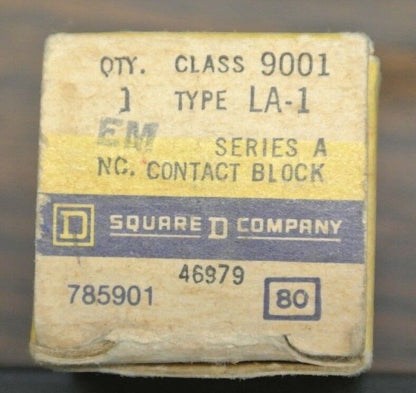 QTY. CLASS 9001
1 TYPE LA-1
EM SERIES A
NC. CONTACT BLOCK
D SQUARE D COMPANY
46979
785901 80